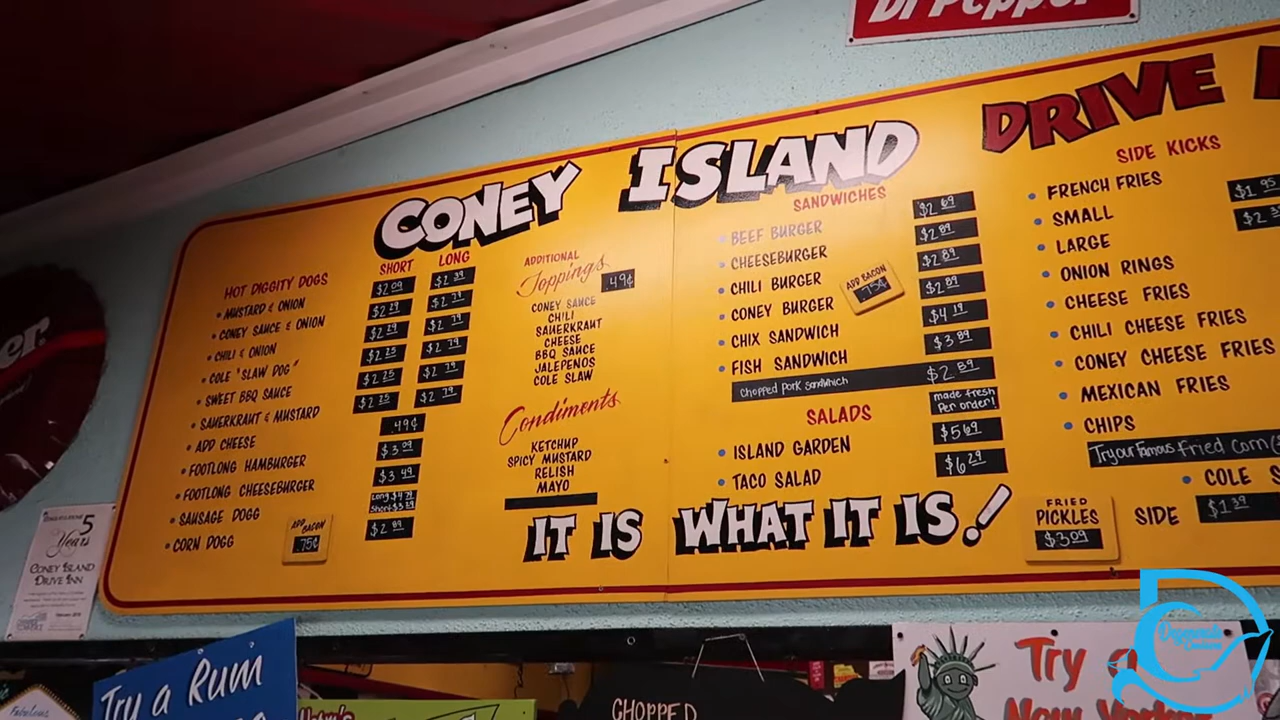 Dr Pepper
er.
CONEY ISLAND DRIVE
HOT DIGGITY DOGS SHORT LONG
• MUSTARD & ONION $2 09 $2 39
• CONEY SAUCE & ONION $2 29 $2 79
• CHILI & ONION $2 29 $2 79
• COLE "SLAW DOG" $2 25 $2 79
• SWEET BBQ SAUCE $2 25 $2 79
• SAUERKRAUT & MUSTARD $2 25 $2 79
• ADD CHEESE .49¢
• FOOTLONG HAMBURGER $3 09
• FOOTLONG CHEESEBURGER $3 49
• SAUSAGE DOGG Long $4 79
Short $3 29
• CORN DOGG $2 89
ADD BACON
.75¢
ADDITIONAL
Toppings .49¢
CONEY SAUCE
CHILI
SAUERKRAUT
CHEESE
BBQ SAUCE
JALEPENOS
COLE SLAW
Condiments
KETCHUP
SPICY MUSTARD
RELISH
MAYO
SANDWICHES
• BEEF BURGER $2 69
• CHEESEBURGER $2 89
• CHILI BURGER $2 89
• CONEY BURGER $2 89
• CHIX SANDWICH $4 19
• FISH SANDWICH $3 89
Chopped Pork Sandwich $2 89
ADD BACON
.75¢
SALADS made fresh
Per order!
• ISLAND GARDEN $5 69
• TACO SALAD $6 29
IT IS WHAT IT IS!
SIDE KICKS
• FRENCH FRIES
• SMALL $1 95
• LARGE
• ONION RINGS
• CHEESE FRIES
• CHILI CHEESE FRIES
• CONEY CHEESE FRIES
• MEXICAN FRIES
• CHIPS
Try our Famous Fried Corn
• COLE S
SIDE $1 39
FRIED
PICKLES
$3 09
5
Years
CONEY ISLAND
DRIVE INN
Try a Rum
Fabulous
CHOPPED
Try a
New York